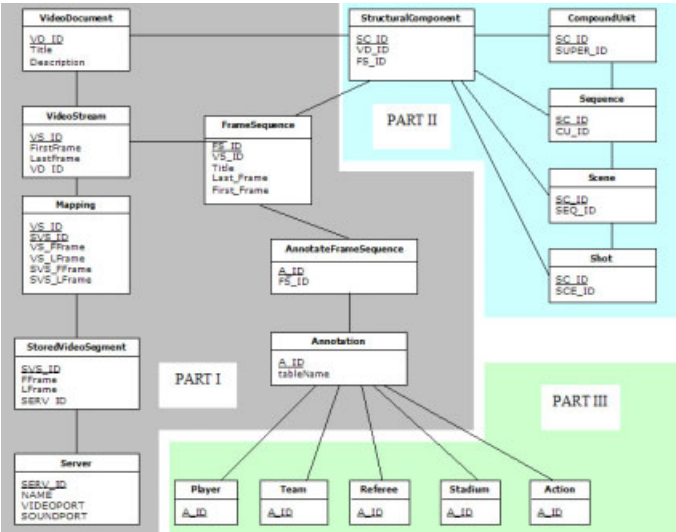 VideoDocument
VD_ID
Title
Description
StructuralComponent
SC_ID
VD_ID
FS_ID
CompoundUnit
SC_ID
SUPER_ID
VideoStream
VS_ID
FirstFrame
LastFrame
VD_ID
FrameSequence
FS_ID
VS_ID
Title
Last_Frame
First_Frame
PART II
Sequence
SC_ID
CU_ID
Mapping
VS_ID
SVS_ID
VS_FFrame
VS_LFrame
SVS_FFrame
SVS_LFrame
Scene
SC_ID
SEQ_ID
AnnotateFrameSequence
A_ID
FS_ID
Shot
SC_ID
SCE_ID
StoredVideoSegment
SVS_ID
FFrame
LFrame
SERV_ID
Annotation
A_ID
tableName
PART I
PART III
Server
SERV_ID
NAME
VIDEOPORT
SOUNDPORT
Player
A_ID
Team
A_ID
Referee
A_ID
Stadium
A_ID
Action
A_ID